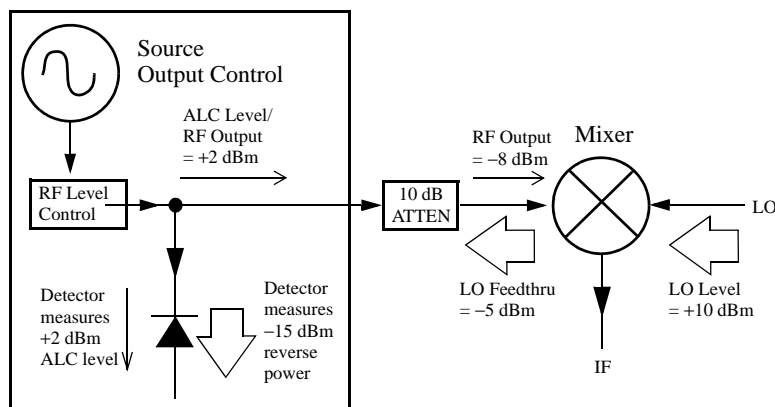 Source
Output Control
ALC Level/
RF Output
= +2 dBm
RF Level
Control
10 dB
ATTEN
RF Output
= −8 dBm
Mixer
LO
LO Feedthru
= −5 dBm
LO Level
= +10 dBm
Detector
measures
+2 dBm
ALC level
Detector
measures
−15 dBm
reverse
power
IF